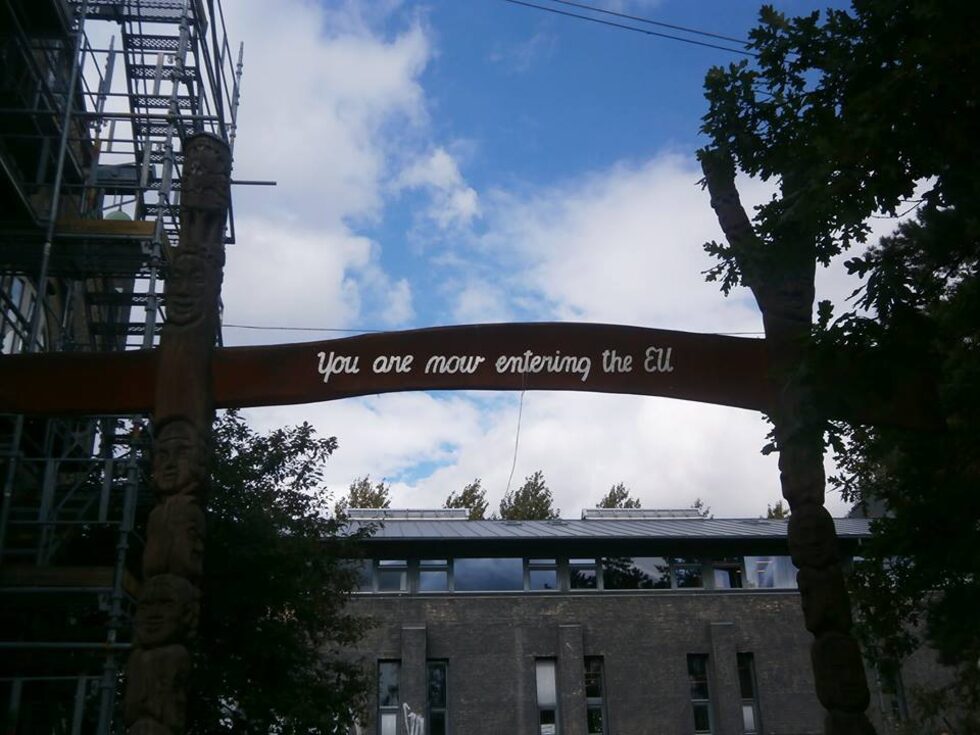 You are now entering the EU